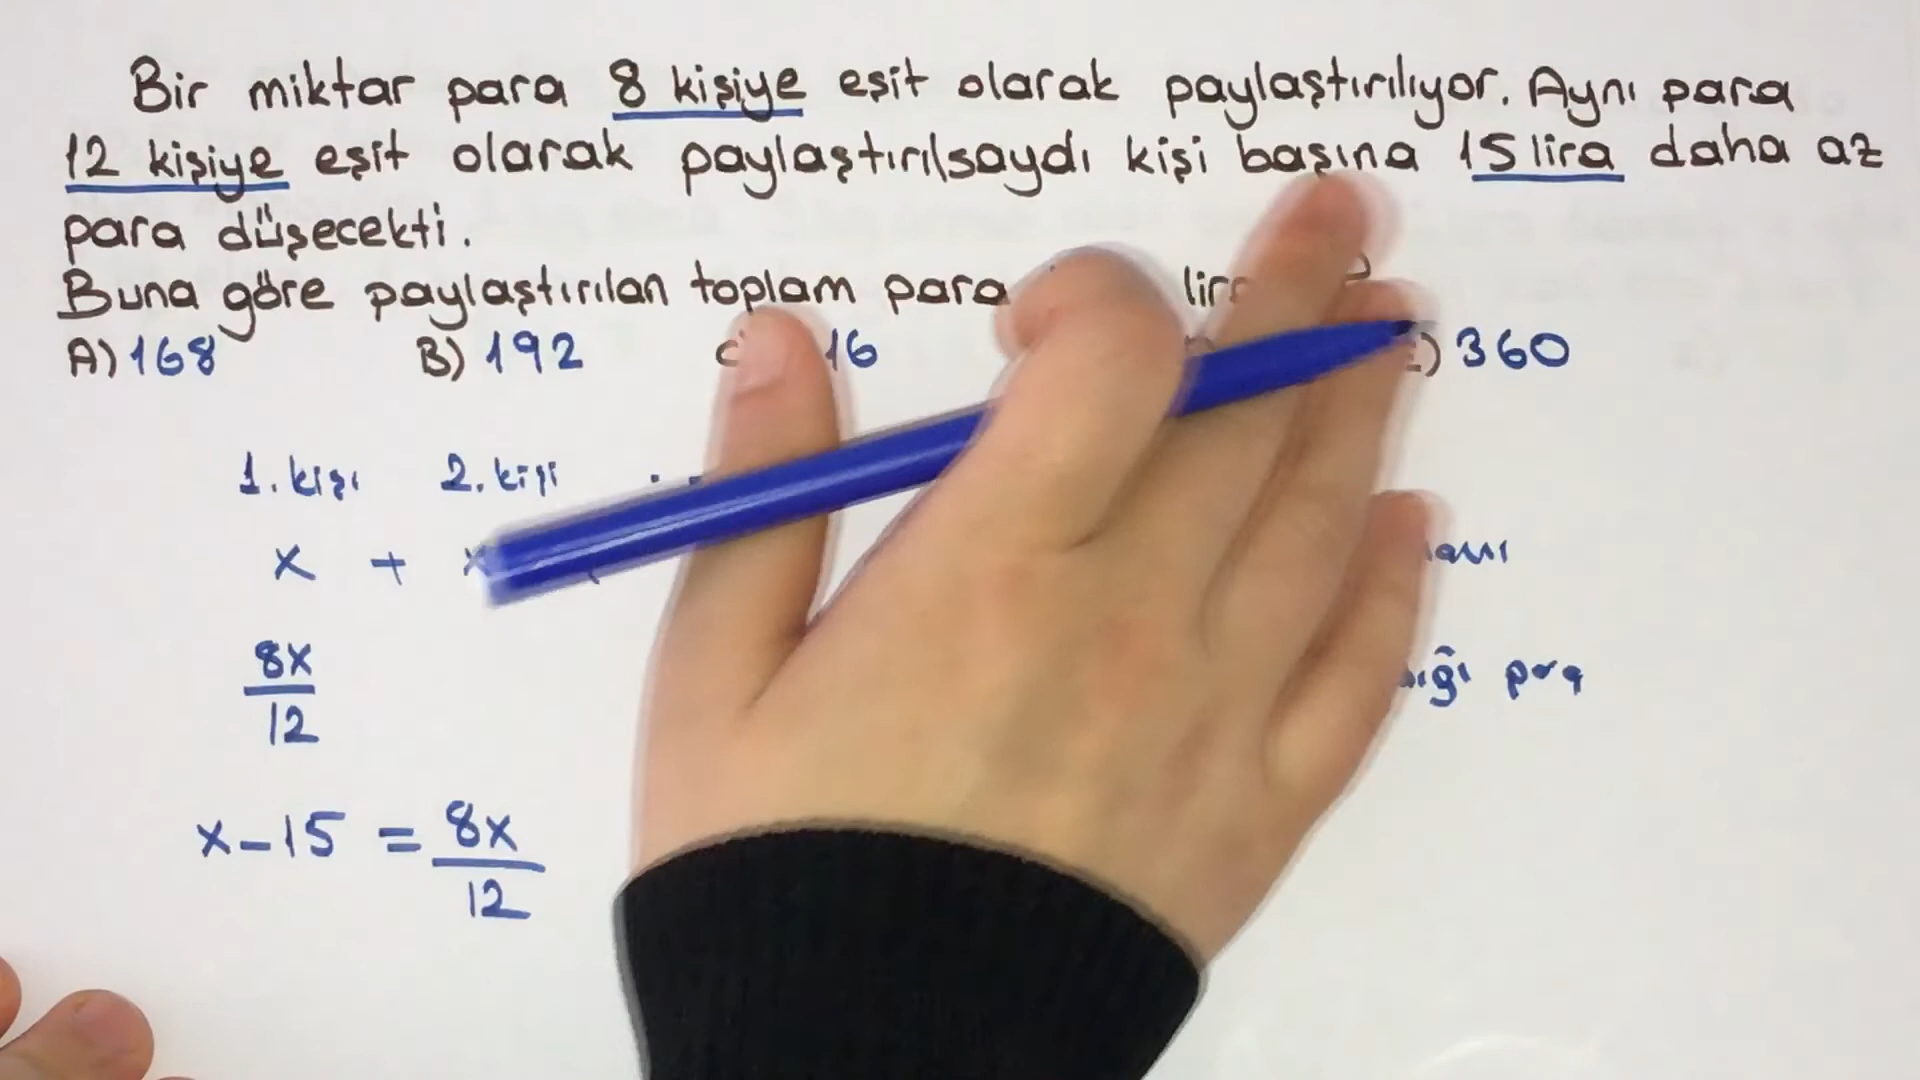 Bir miktar para 8 kişiye eşit olarak paylaştırılıyor. Aynı para
12 kişiye eşit olarak paylaştırılsaydı kişi başına 15 lira daha az
para düşecekti.
Buna göre paylaştırılan toplam para
A) 168 B) 192 16 360
1. kişi 2. kişi
x + x
8x
12 para
x - 15 = 8x
12